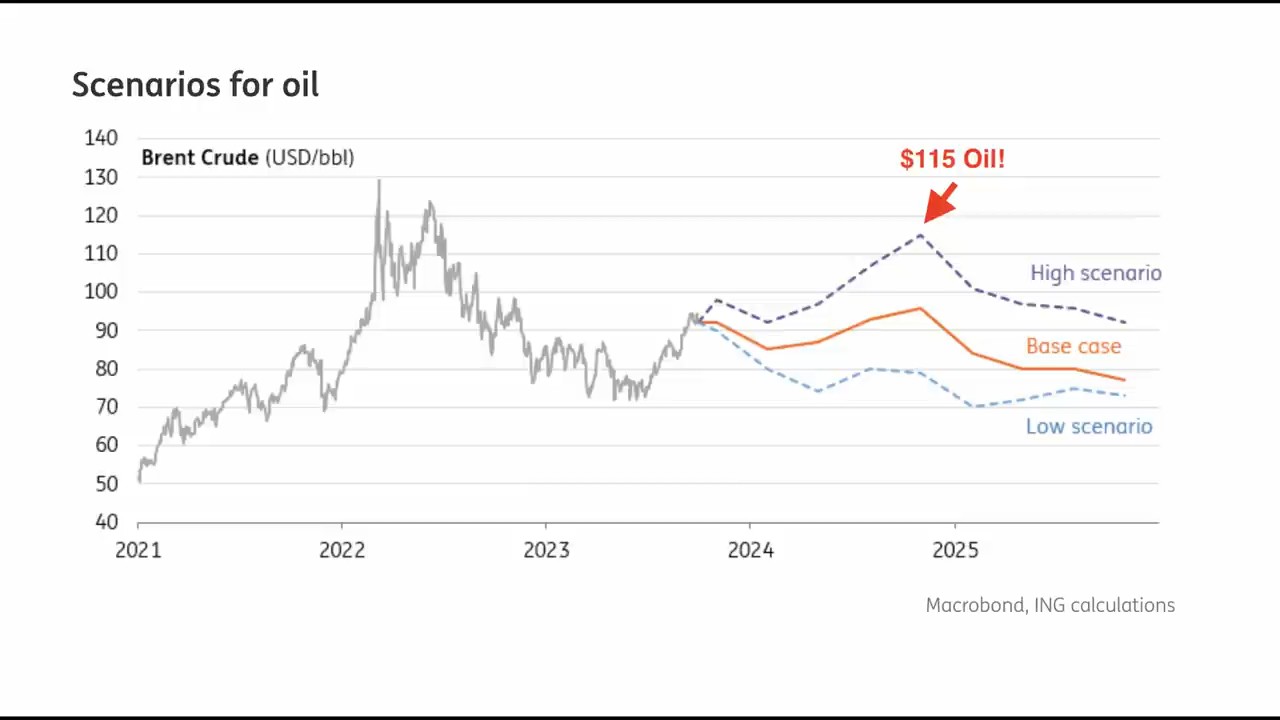 Scenarios for oil
140
Brent Crude (USD/bbl)
$115 Oil!
130
120
110
High scenario
100
90
Base case
80
70
Low scenario
60
50
40
2021 2022 2023 2024 2025
Macrobond, ING calculations